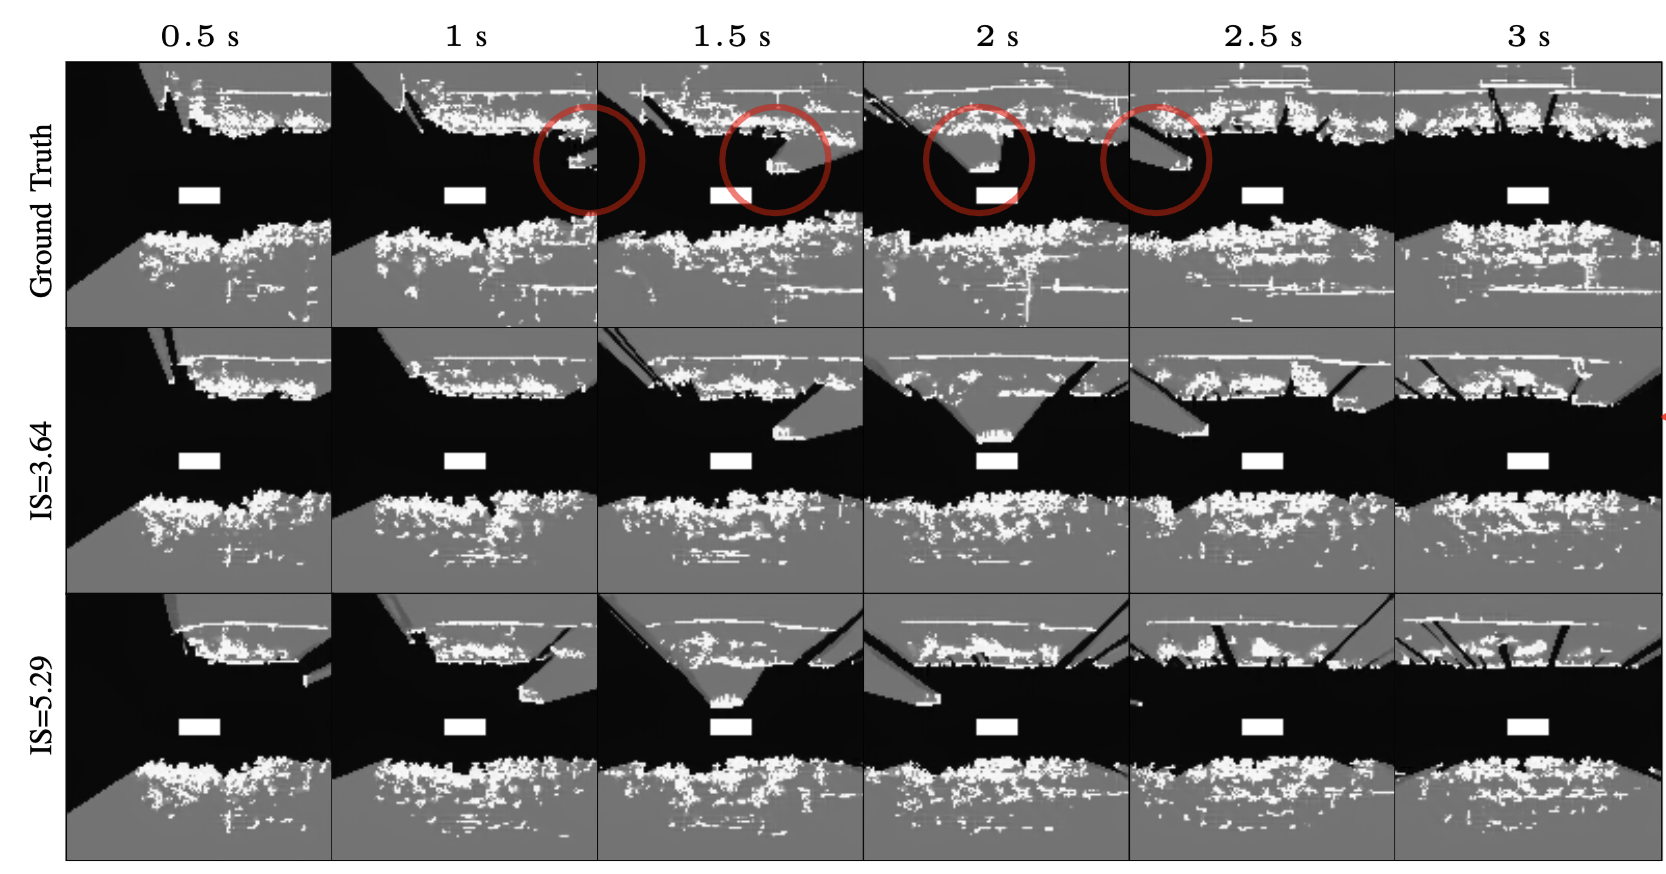 0.5 s 1 s 1.5 s 2 s 2.5 s 3 s
Ground Truth
IS=3.64
IS=5.29